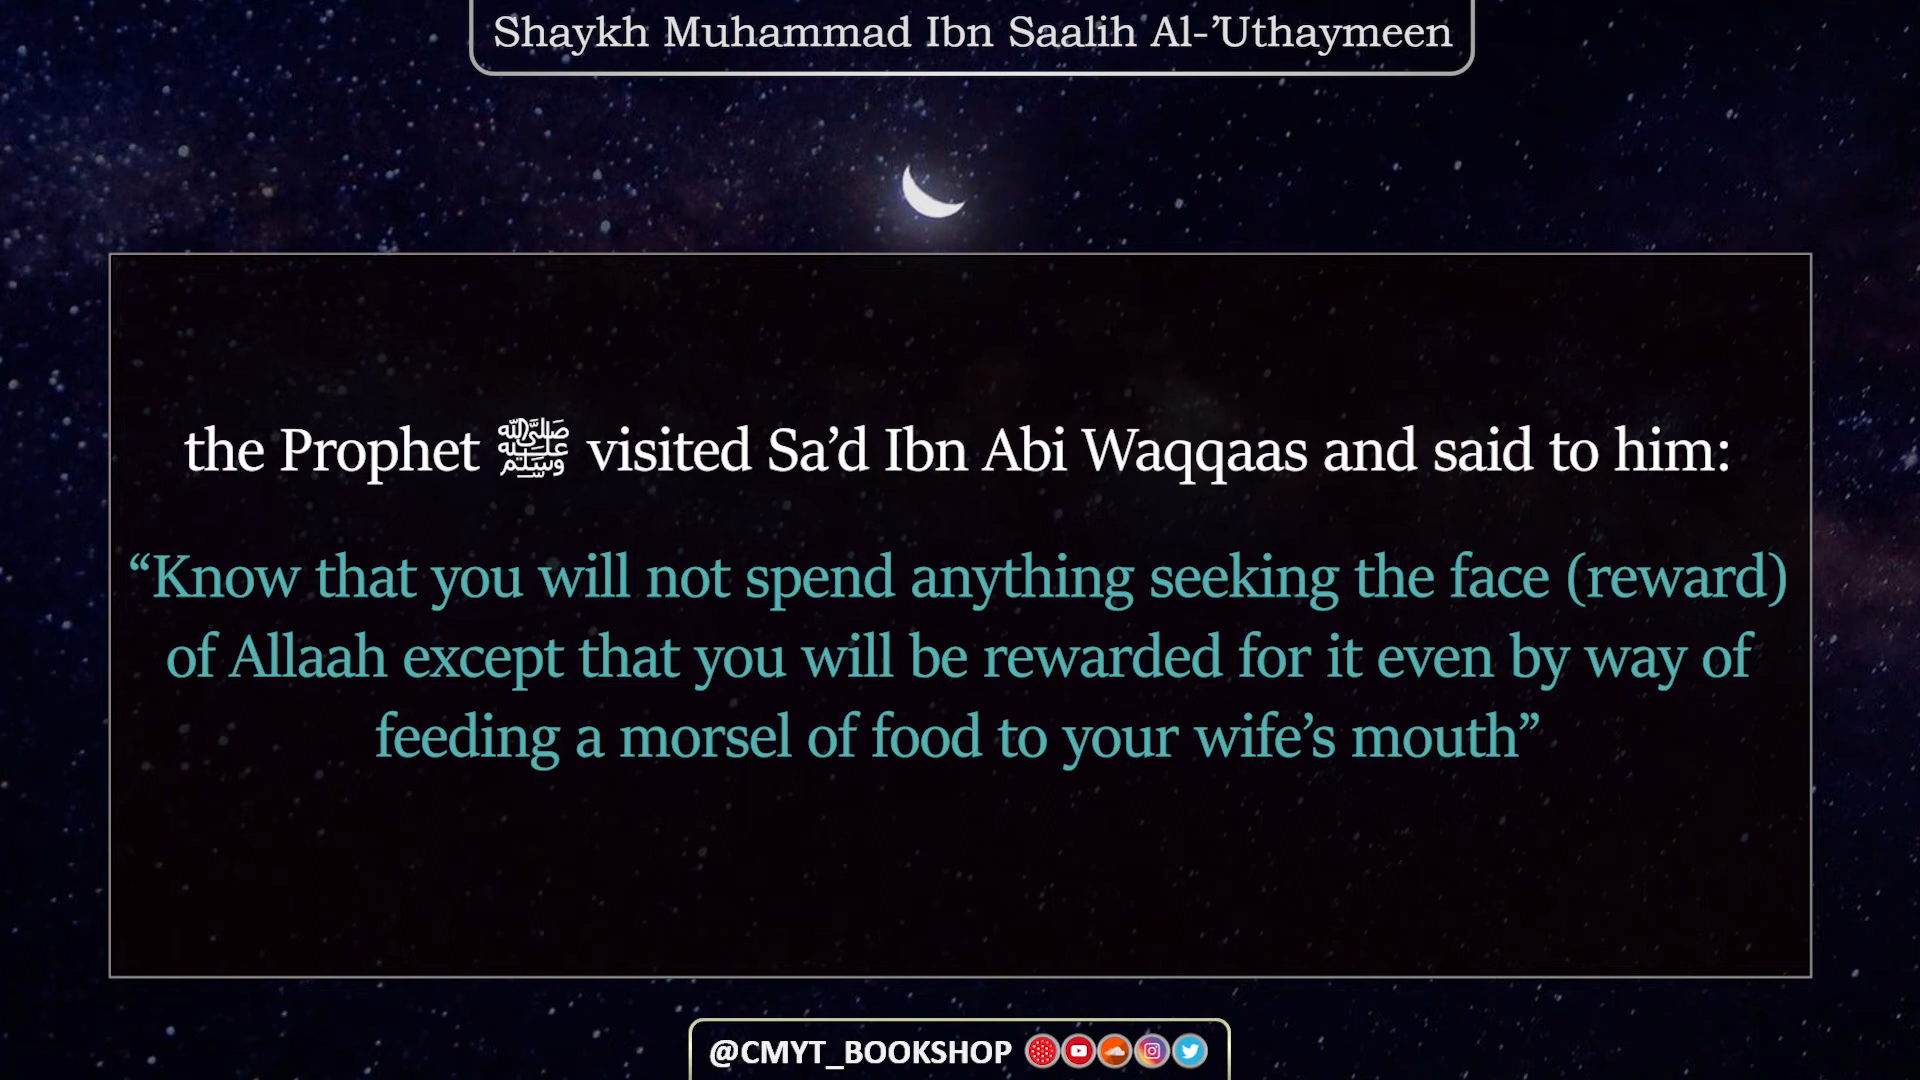 Shaykh Muhammad Ibn Saalih Al-’Uthaymeen
the Prophet ﷺ visited Sa’d Ibn Abi Waqqaas and said to him:
“Know that you will not spend anything seeking the face (reward)
of Allaah except that you will be rewarded for it even by way of
feeding a morsel of food to your wife’s mouth”
@CMYT_BOOKSHOP